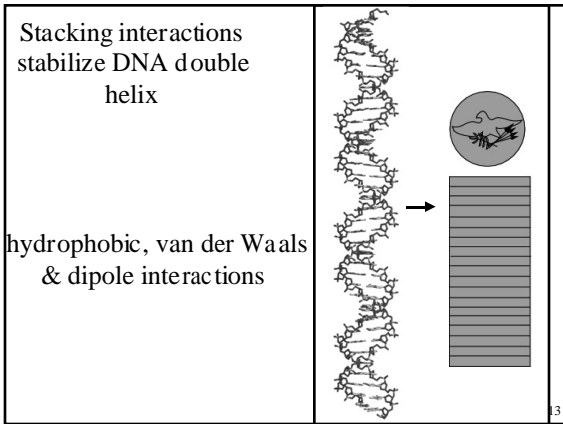 Stacking interactions
stabilize DNA double
helix
hydrophobic, van der Waals
& dipole interactions
13